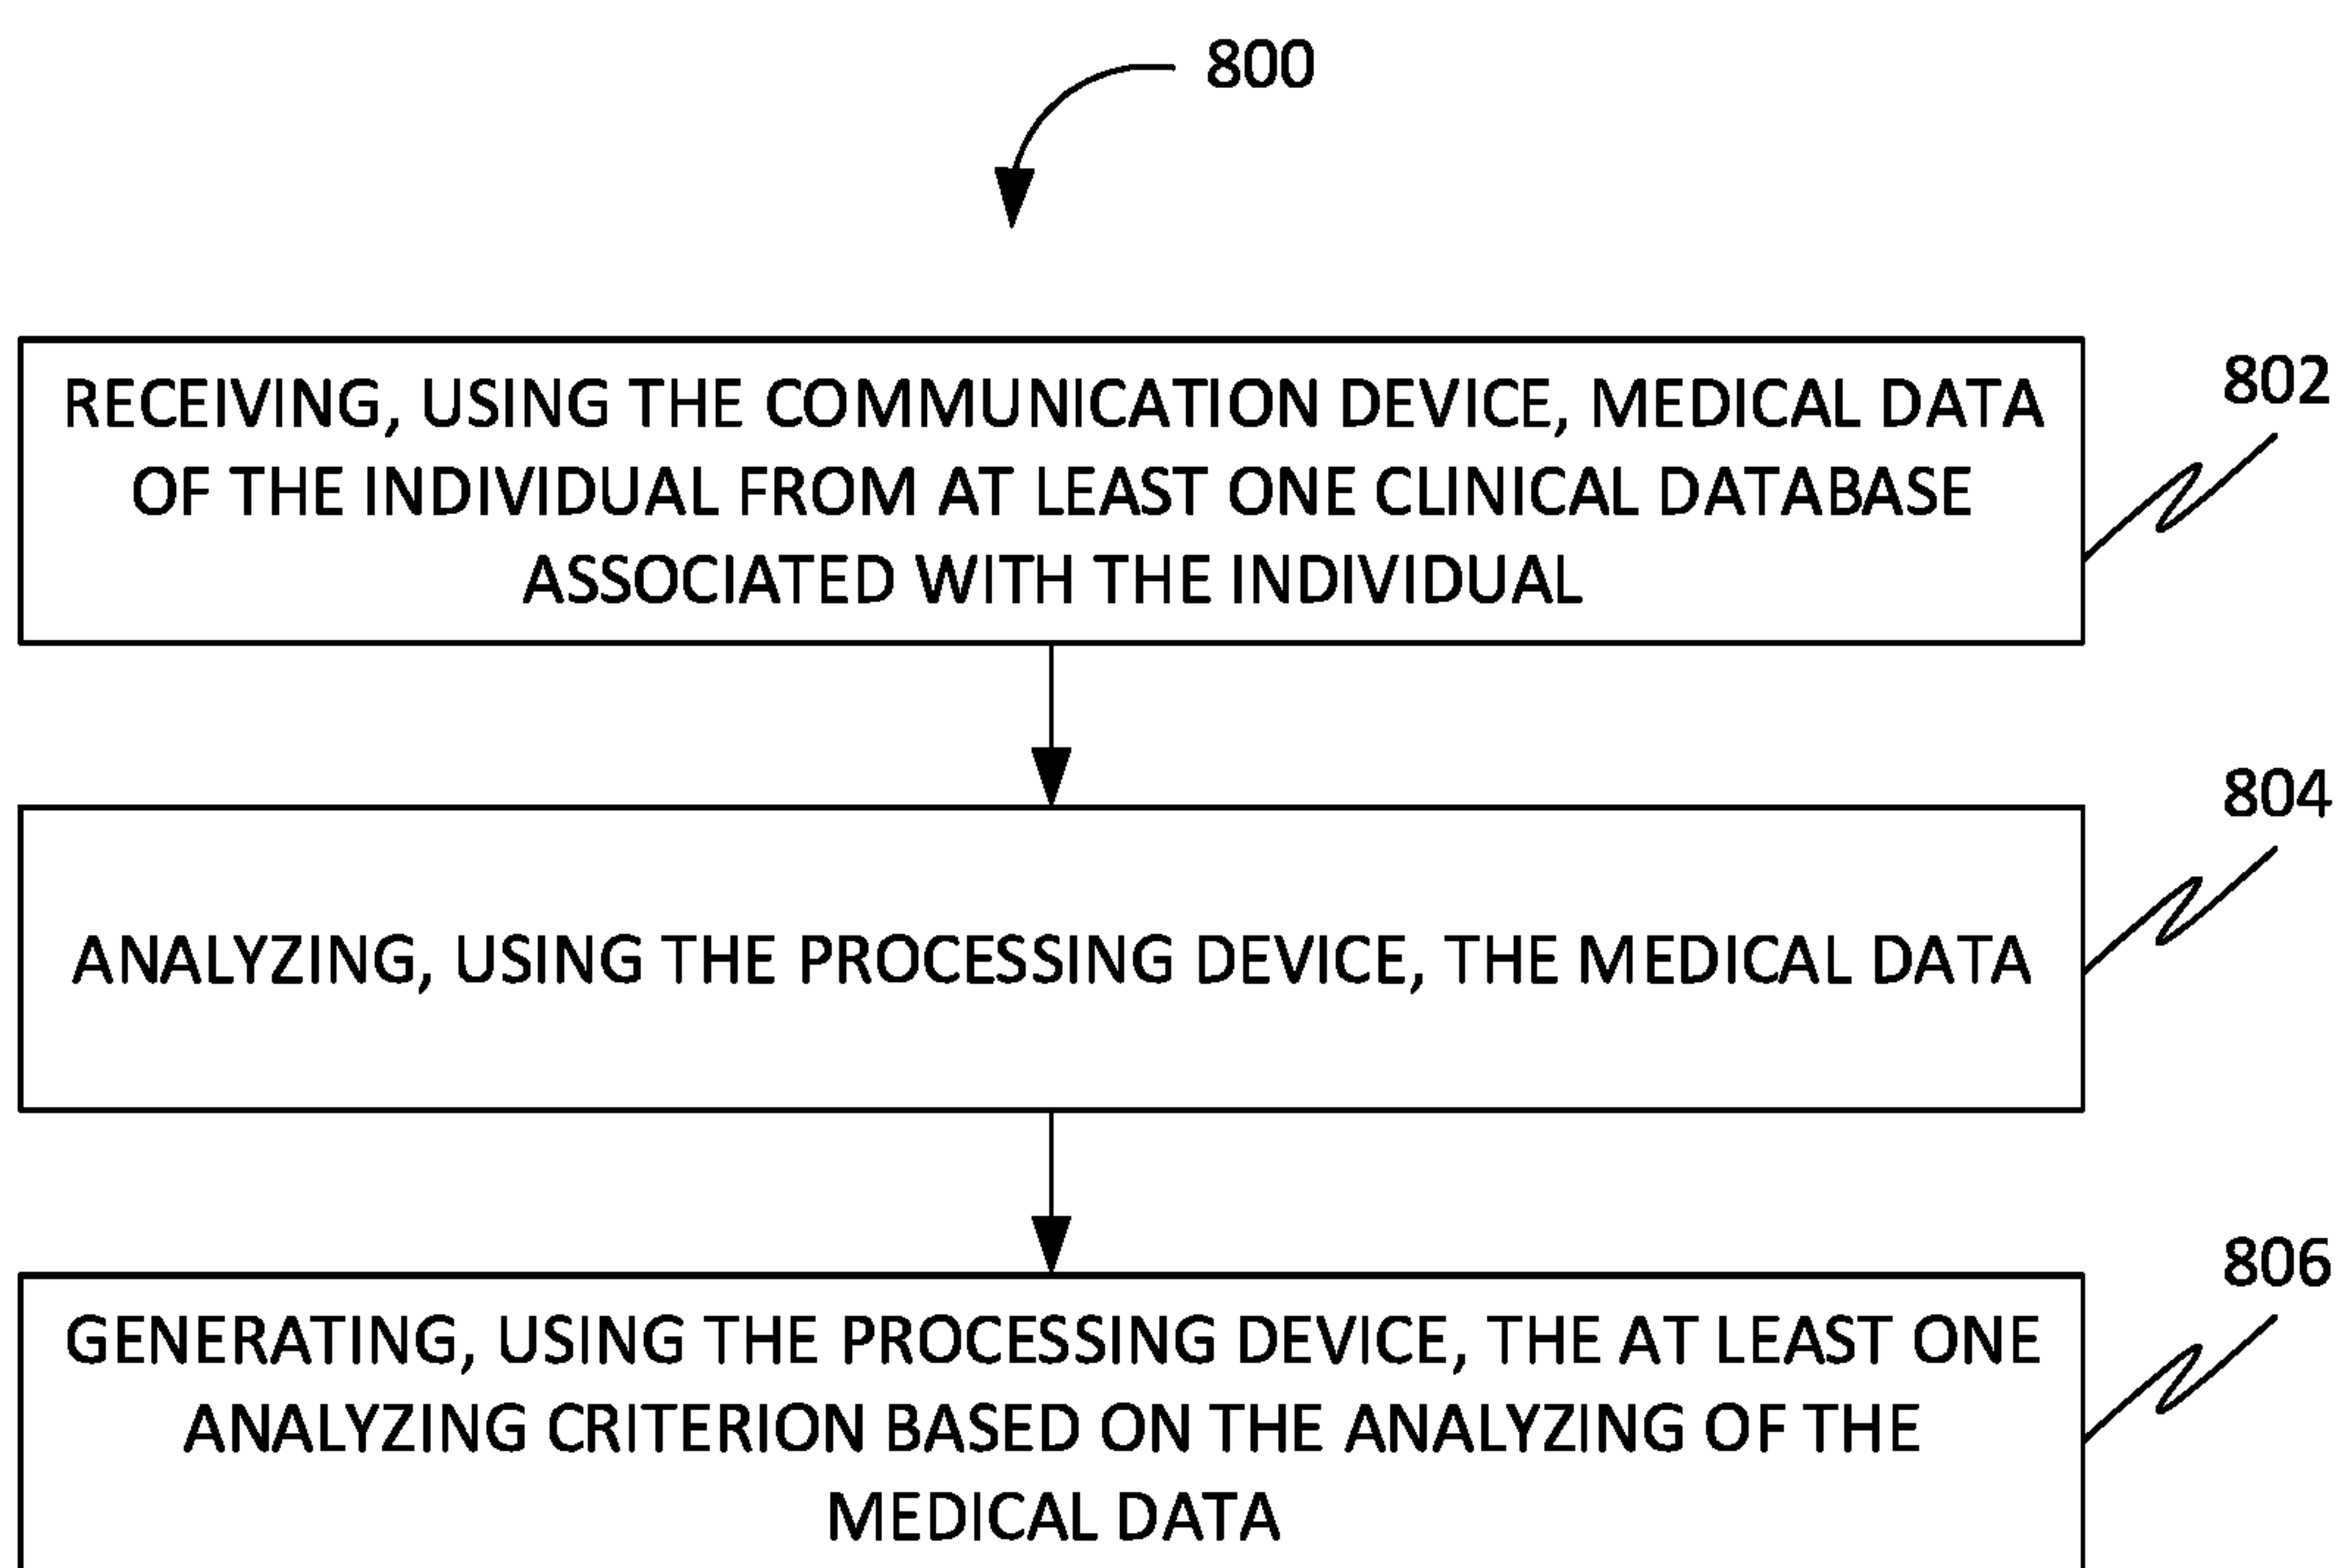 800
RECEIVING, USING THE COMMUNICATION DEVICE, MEDICAL DATA
OF THE INDIVIDUAL FROM AT LEAST ONE CLINICAL DATABASE
ASSOCIATED WITH THE INDIVIDUAL
802
ANALYZING, USING THE PROCESSING DEVICE, THE MEDICAL DATA
804
GENERATING, USING THE PROCESSING DEVICE, THE AT LEAST ONE
ANALYZING CRITERION BASED ON THE ANALYZING OF THE
MEDICAL DATA
806